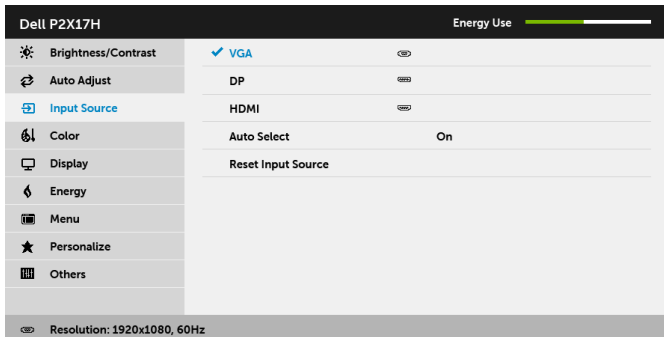 Dell P2X17H Energy Use
Brightness/Contrast VGA
Auto Adjust DP
Input Source HDMI
Color Auto Select On
Display Reset Input Source
Energy
Menu
Personalize
Others
Resolution: 1920x1080, 60Hz